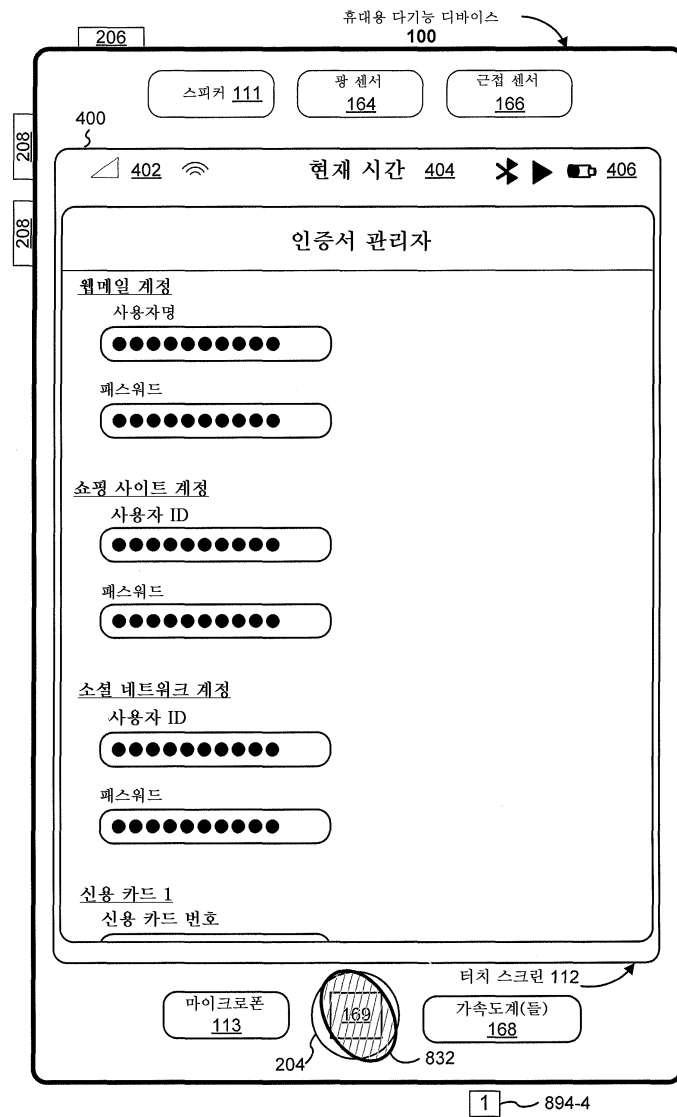 휴대용 다기능 디바이스
206
100
스피커 111
광 센서
164
근접 센서
166
400
208
402
현재 시간 404
406
208
인증서 관리자
웹메일 계정
사용자명
●●●●●●●●●●
패스워드
●●●●●●●●●●
쇼핑 사이트 계정
사용자 ID
●●●●●●●●●●
패스워드
●●●●●●●●●●
소셜 네트워크 계정
사용자 ID
●●●●●●●●●●
패스워드
●●●●●●●●●●
신용 카드 1
신용 카드 번호
터치 스크린 112
마이크로폰
113
169
가속도계(들)
168
204
832
1
894-4